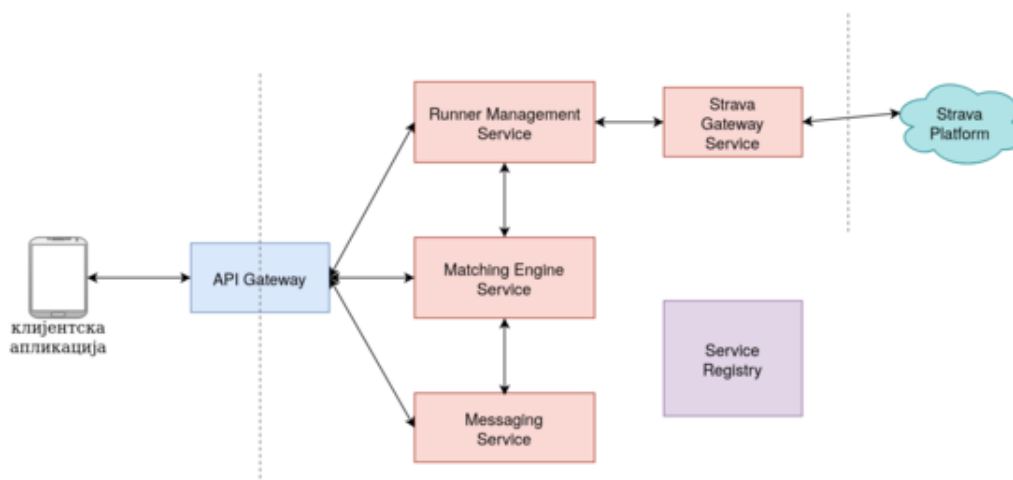 Runner Management
Service
Strava
Gateway
Service
Strava
Platform
API Gateway
Matching Engine
Service
клијентска
апликација
Service
Registry
Messaging
Service